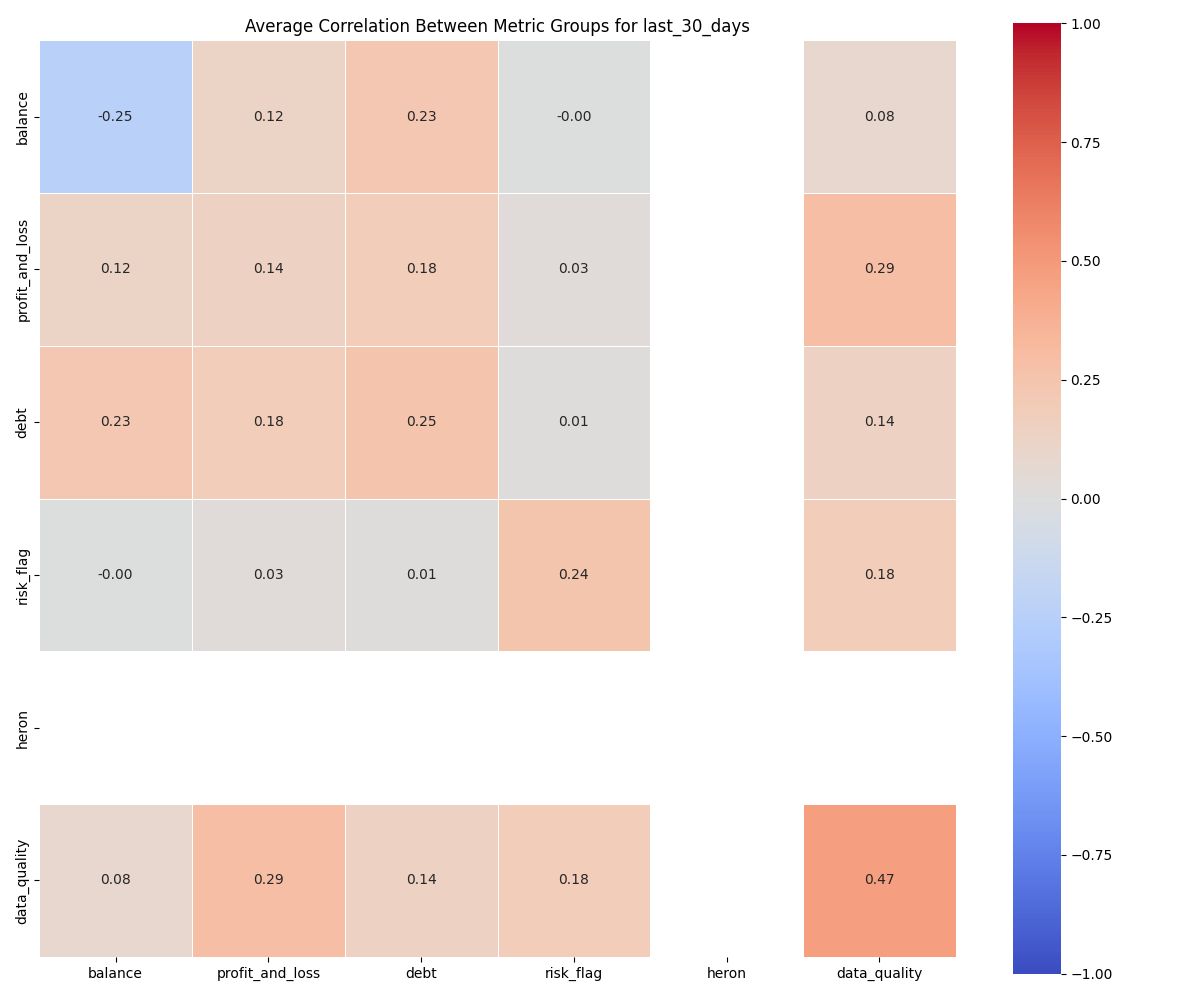 Average Correlation Between Metric Groups for last_30_days
balance
-0.25 0.12 0.23 -0.00 0.08
profit_and_loss
0.12 0.14 0.18 0.03 0.29
debt
0.23 0.18 0.25 0.01 0.14
risk_flag
-0.00 0.03 0.01 0.24 0.18
heron
data_quality
0.08 0.29 0.14 0.18 0.47
balance profit_and_loss debt risk_flag heron data_quality
1.00
0.75
0.50
0.25
0.00
−0.25
−0.50
−0.75
−1.00